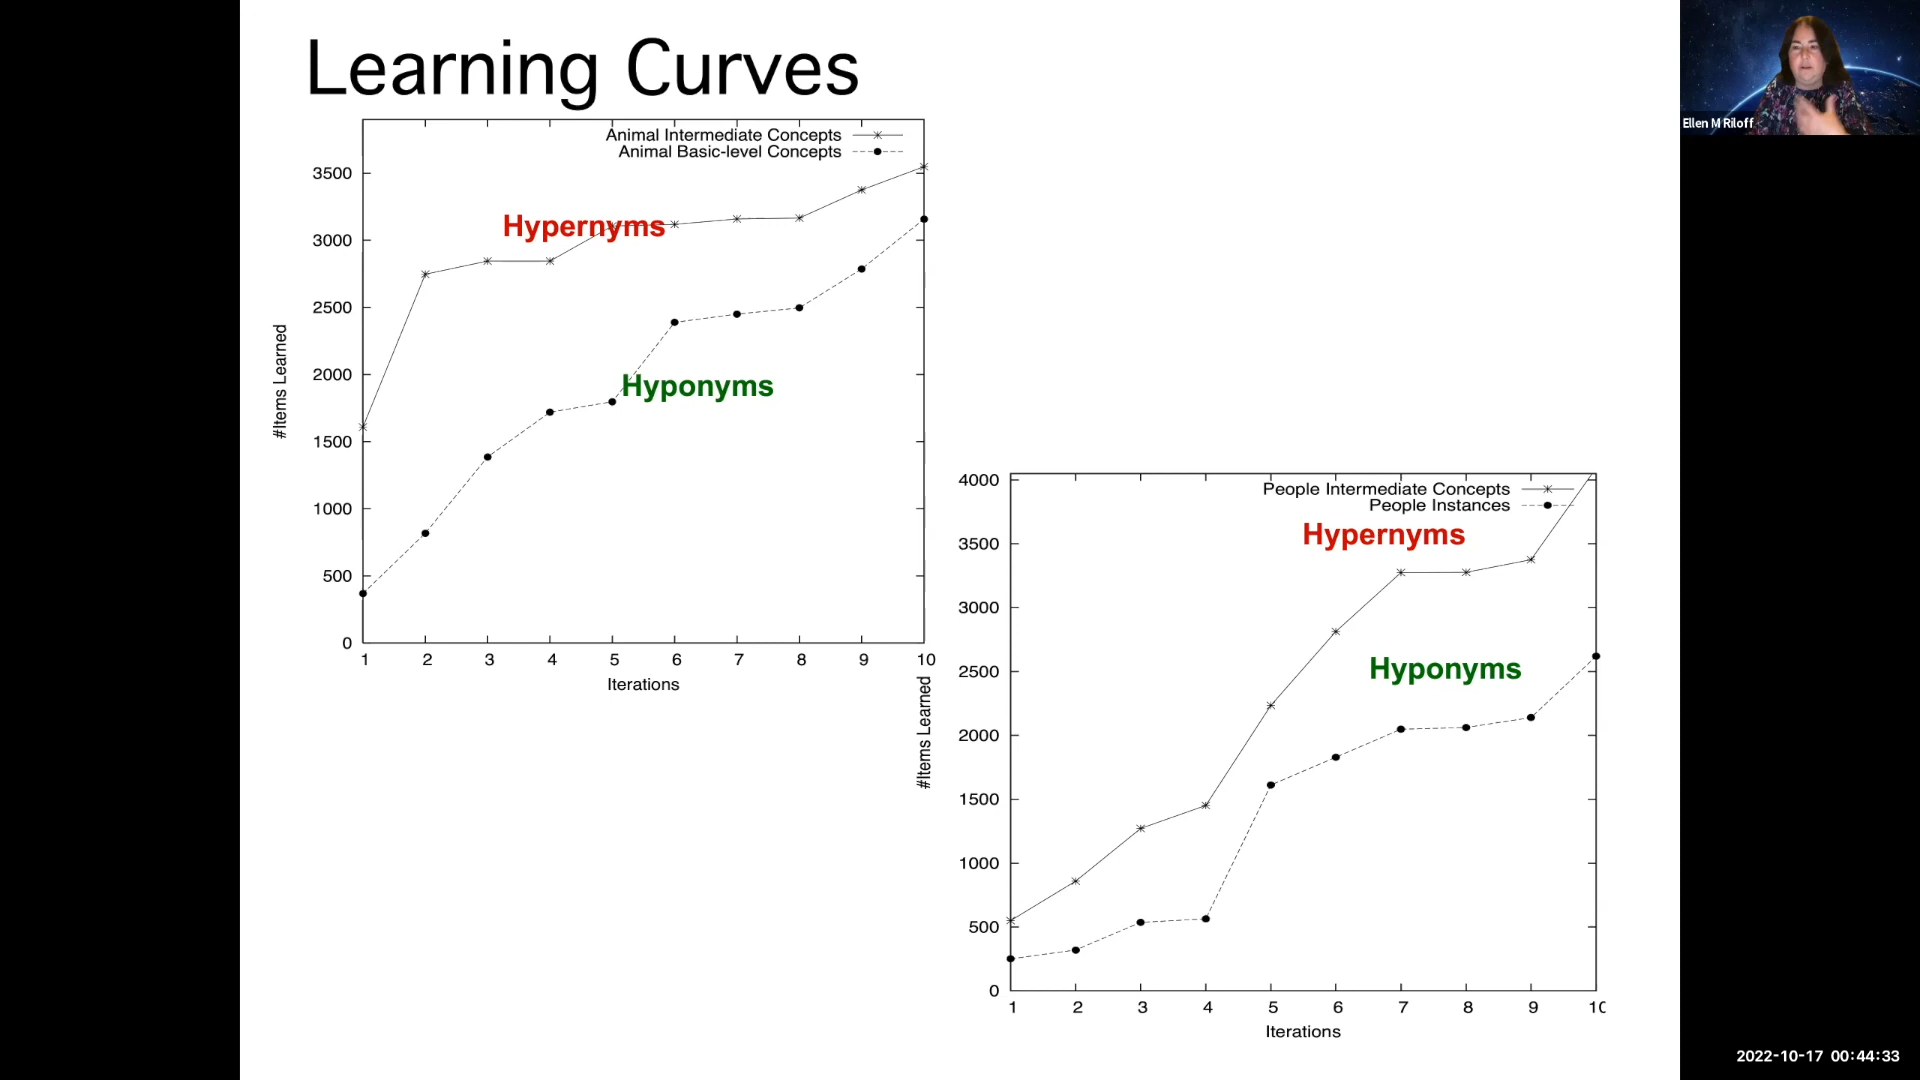 Learning Curves
Animal Intermediate Concepts
Animal Basic-level Concepts
Hypernyms
Hyponyms
#Items Learned
3500
3000
2500
2000
1500
1000
500
0
1 2 3 4 5 6 7 8 9 10
Iterations
People Intermediate Concepts
People Instances
Hypernyms
Hyponyms
#Items Learned
4000
3500
3000
2500
2000
1500
1000
500
0
1 2 3 4 5 6 7 8 9 10
Iterations
Ellen M Riloff
2022-10-17 00:44:33